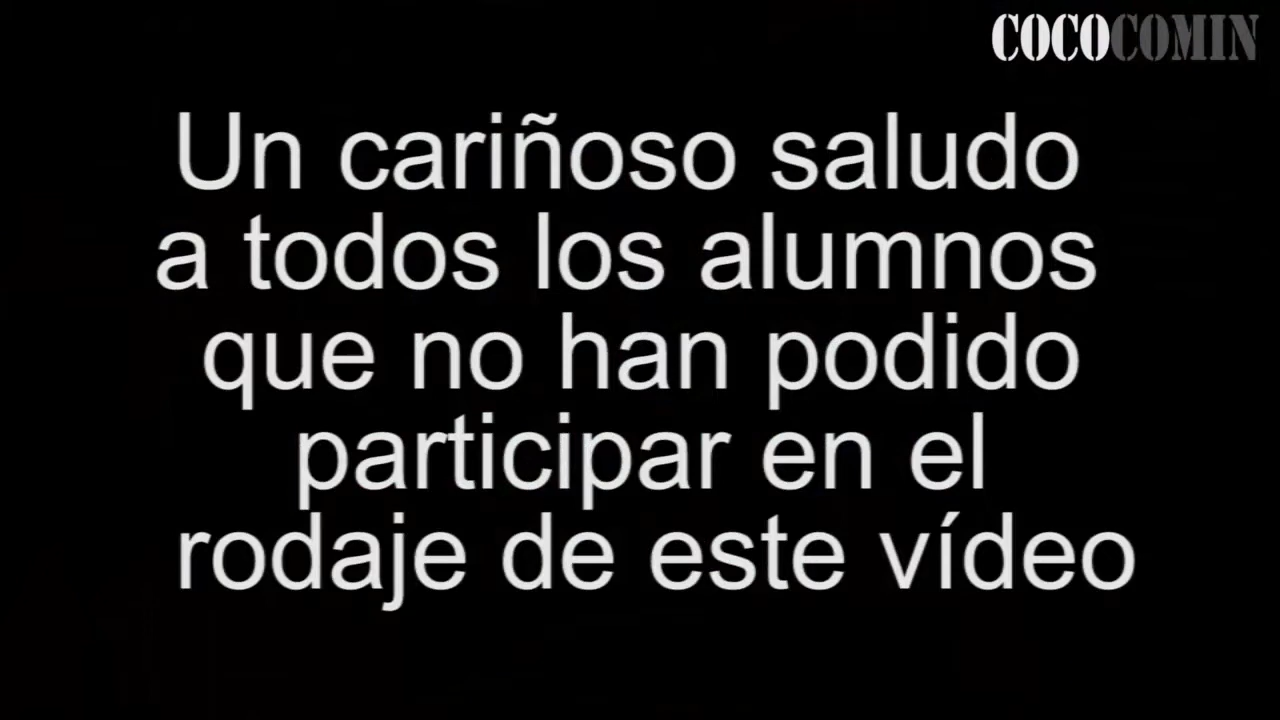 COCOCOMIN
Un cariñoso saludo
a todos los alumnos
que no han podido
participar en el
rodaje de este vídeo